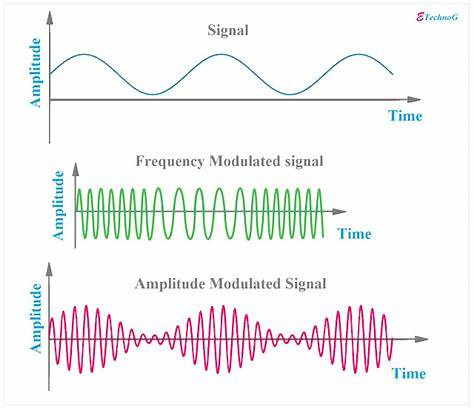 ETechnoG
Signal
Amplitude
Time
Frequency Modulated signal
Amplitude
Time
Amplitude Modulated Signal
Amplitude
Time